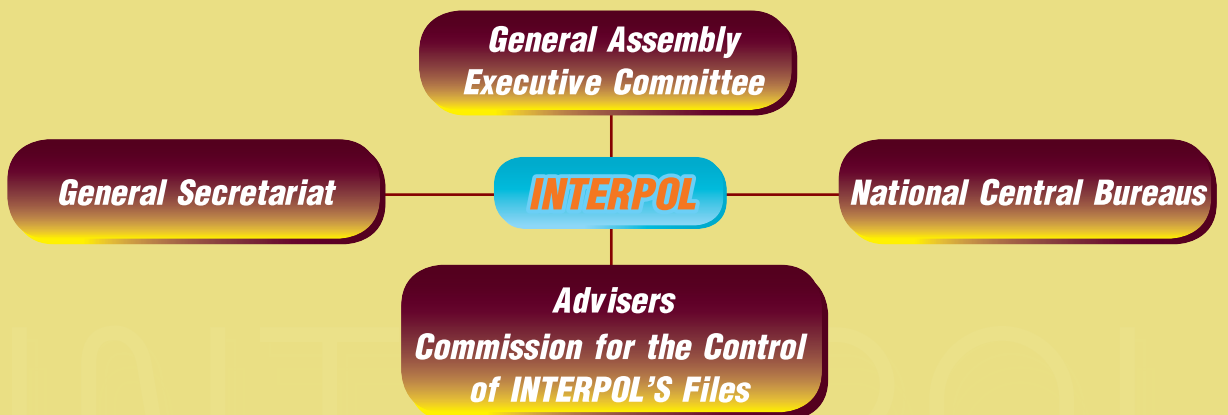 General Assembly
Executive Committee
General Secretariat
INTERPOL
National Central Bureaus
Advisers
Commission for the Control
of INTERPOL'S Files